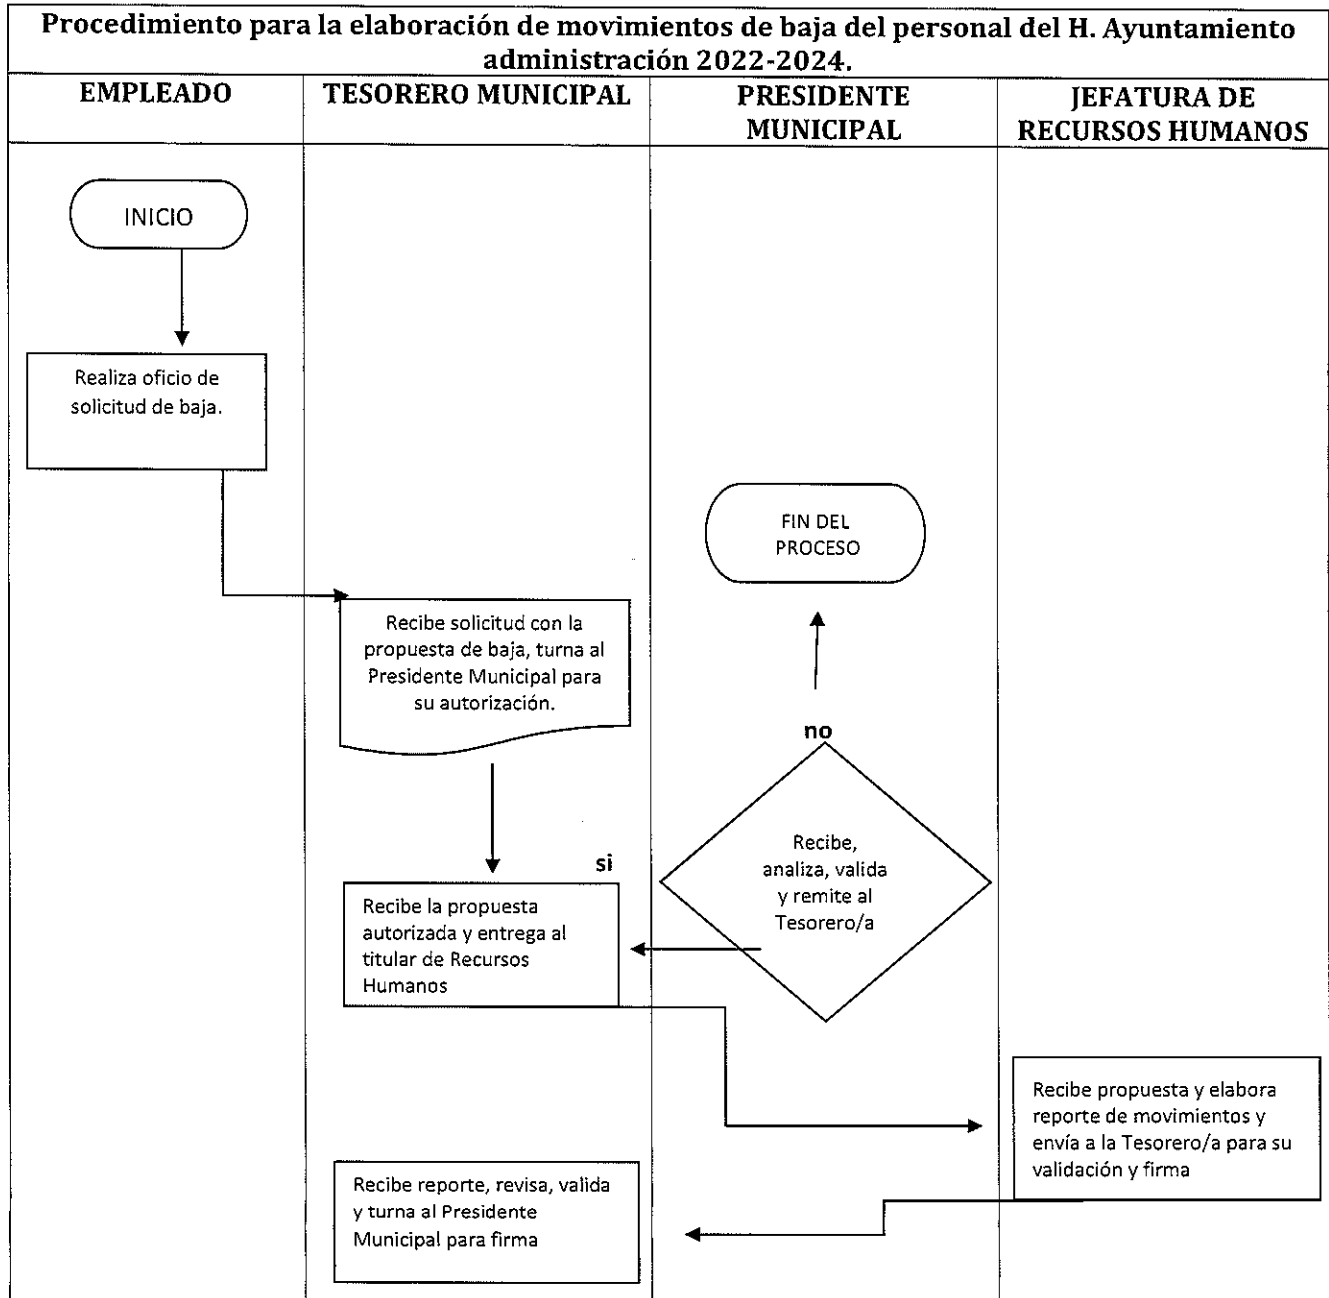 Procedimiento para la elaboración de movimientos de baja del personal del H. Ayuntamiento
administración 2022-2024.
EMPLEADO
TESORERO MUNICIPAL
PRESIDENTE
MUNICIPAL
JEFATURA DE
RECURSOS HUMANOS
INICIO
Realiza oficio de
solicitud de baja.
FIN DEL
PROCESO
Recibe solicitud con la
propuesta de baja, turna al
Presidente Municipal para
su autorización.
no
Recibe,
analiza, valida
y remite al
Tesorero/a
si
Recibe la propuesta
autorizada y entrega al
titular de Recursos
Humanos
Recibe propuesta y elabora
reporte de movimientos y
envía a la Tesorero/a para su
validación y firma
Recibe reporte, revisa, valida
y turna al Presidente
Municipal para firma